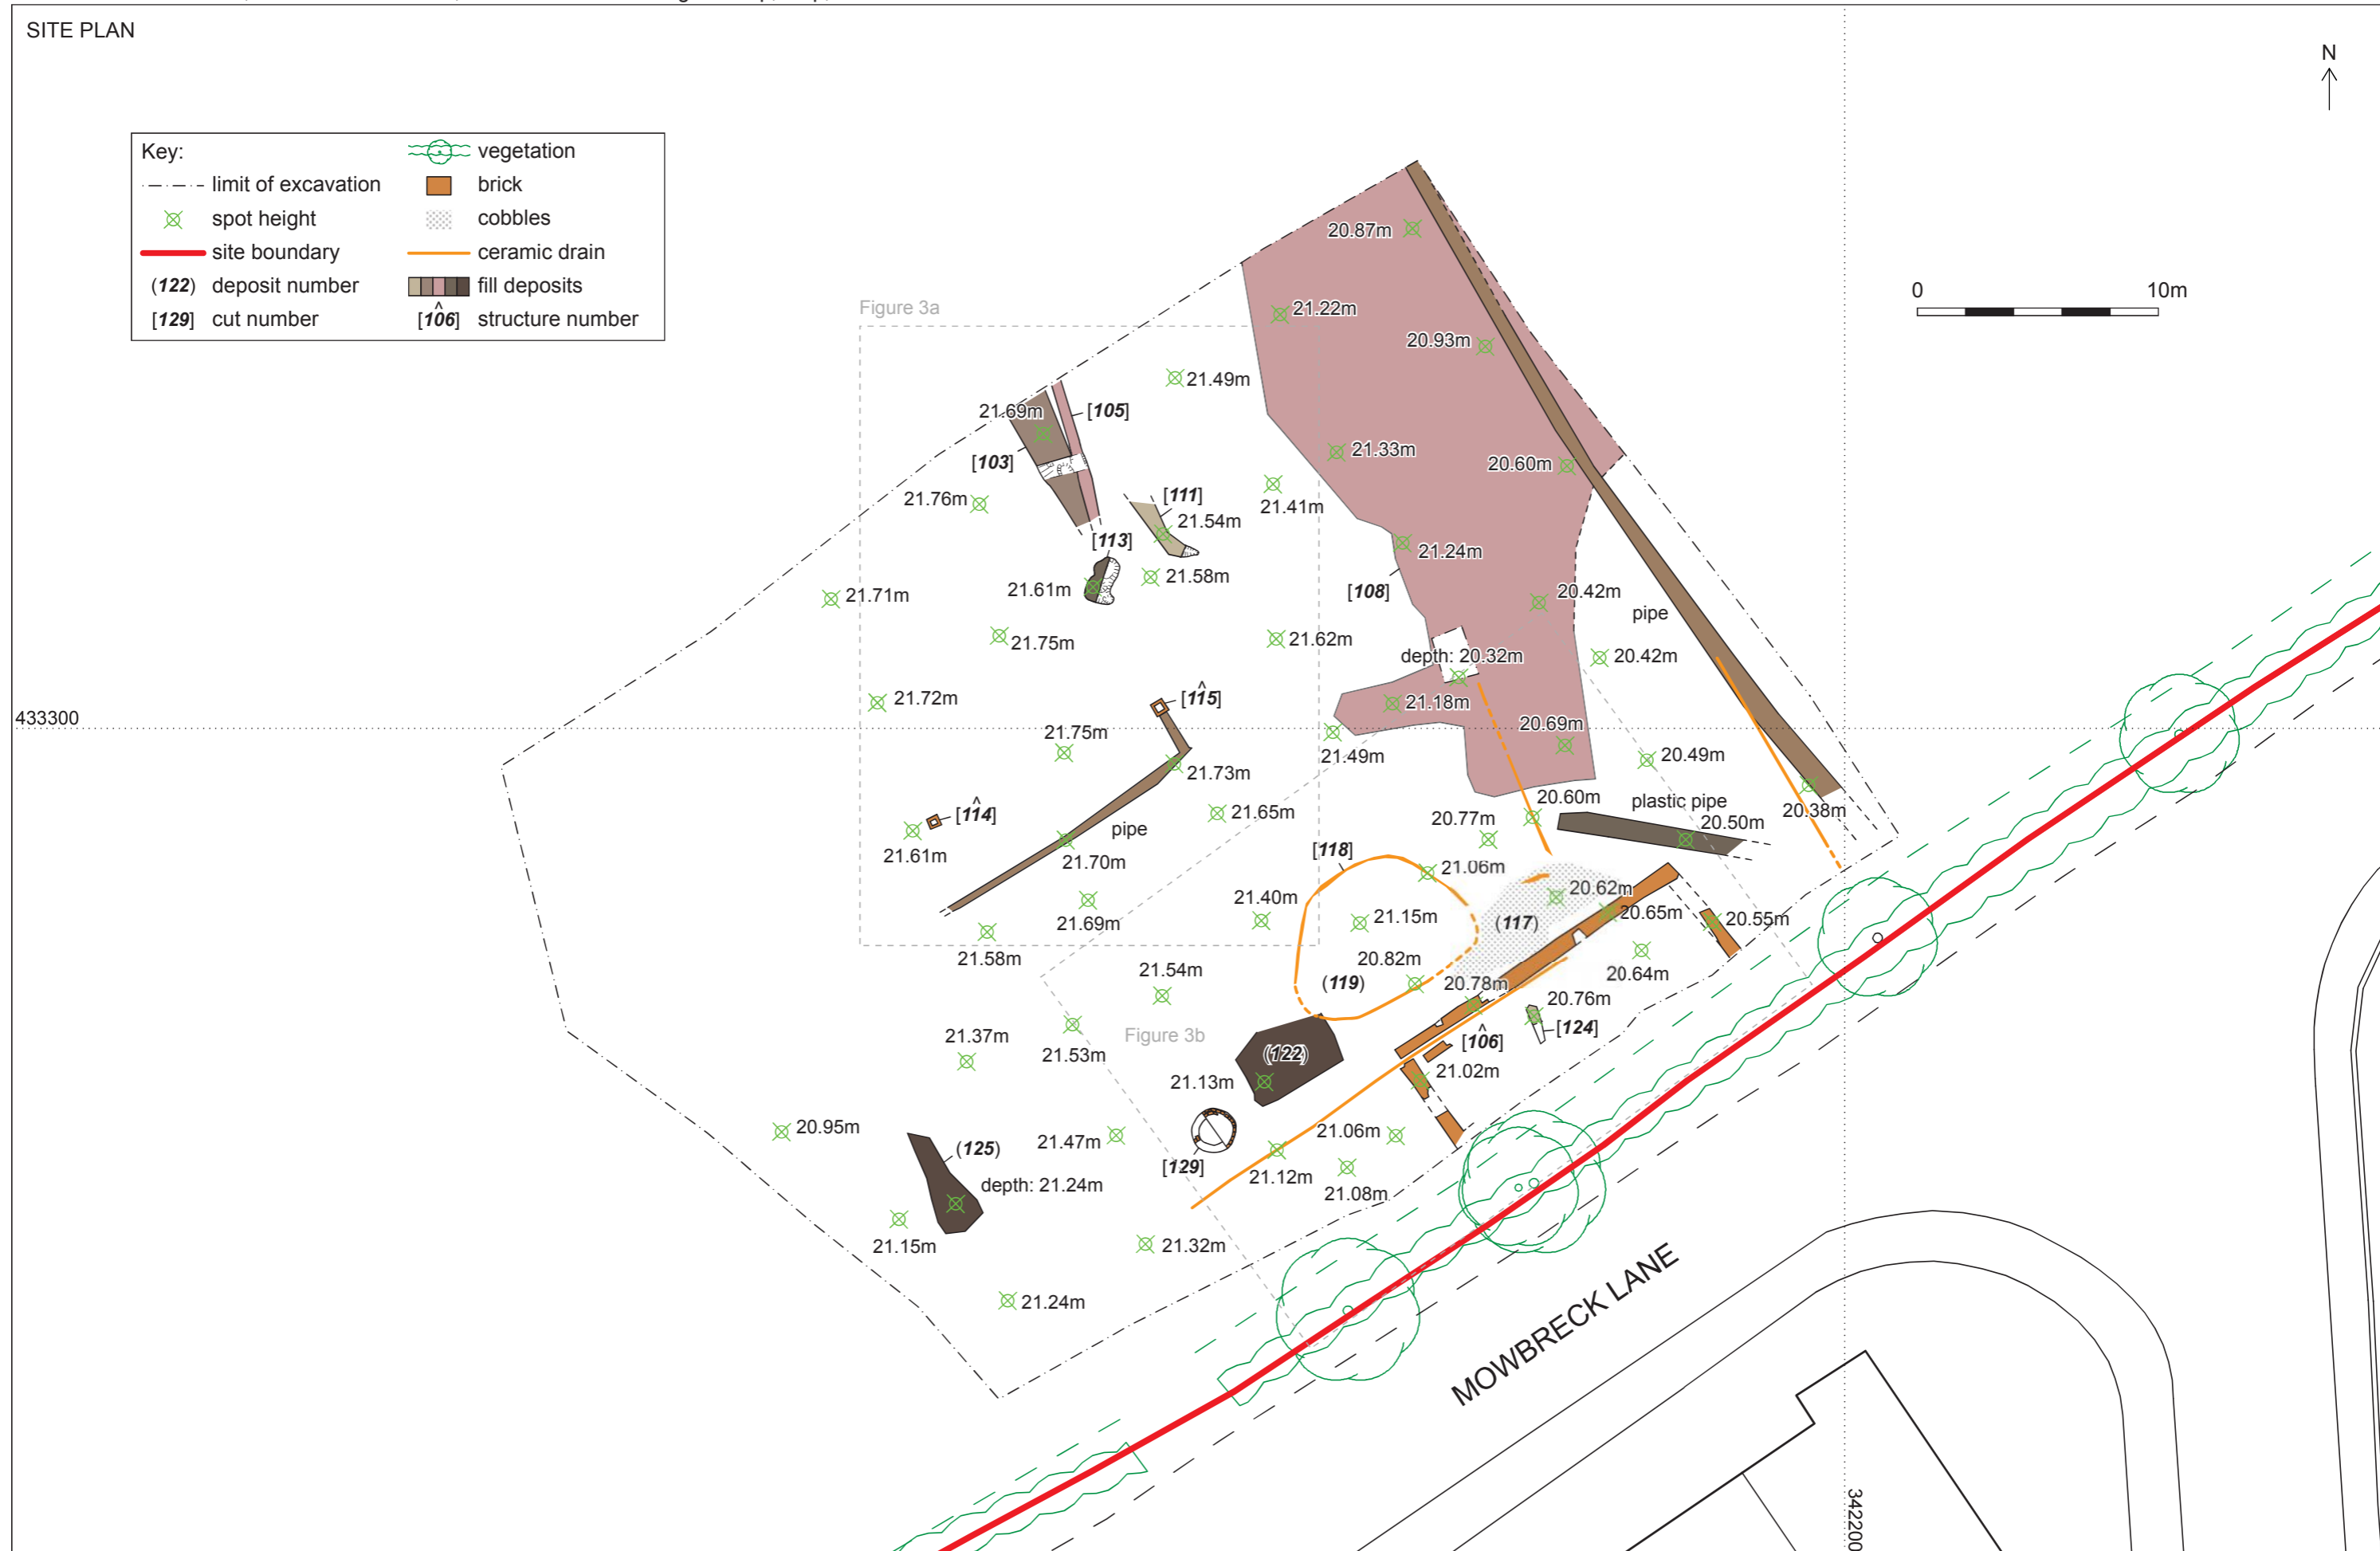 SITE PLAN
N
Key:
limit of excavation
spot height
site boundary
(122) deposit number
[129] cut number
vegetation
brick
cobbles
ceramic drain
fill deposits
[106] structure number
^
0 10m
Figure 3a
20.87m
21.22m
20.93m
21.49m
21.69m
[105]
[103]
21.33m
20.60m
21.76m
[111]
21.41m
21.54m
[113]
21.24m
21.61m
21.58m
[108]
21.71m
20.42m
pipe
21.75m
21.62m
depth: 20.32m
20.42m
21.72m
^
[115]
21.18m
433300
21.75m
20.69m
21.49m
20.49m
21.73m
20.60m
plastic pipe
20.38m
^
[114]
21.65m
20.77m
20.50m
pipe
21.61m
21.70m
[118]
21.06m
20.62m
21.40m
21.15m
20.65m
21.69m
(117)
20.55m
21.58m
20.82m
20.64m
21.54m
(119)
20.78m
20.76m
21.37m
21.53m
Figure 3b
[124]
^
[106]
(122)
21.13m
21.02m
20.95m
21.47m
21.06m
(125)
[129]
21.12m
depth: 21.24m
21.08m
21.15m
21.32m
21.24m
MOWBRECK LANE
342200